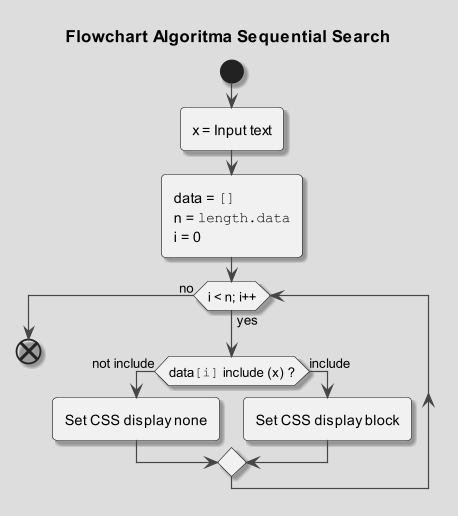 Flowchart Algoritma Sequential Search
x = Input text
data = []
n = length.data
i = 0
no
i < n; i++
yes
not include
data[i] include (x) ?
include
Set CSS display none
Set CSS display block